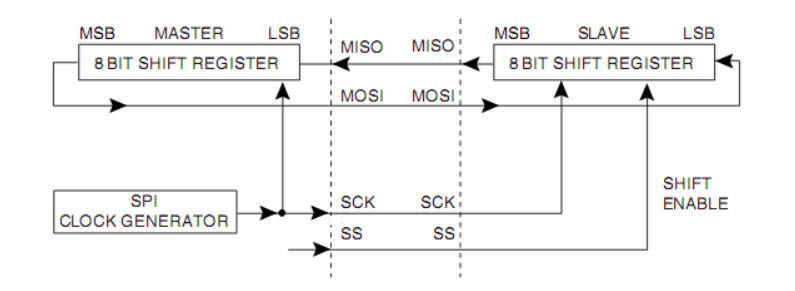 MSB MASTER LSB
8 BIT SHIFT REGISTER
MISO MISO
MSB SLAVE LSB
8 BIT SHIFT REGISTER
MOSI MOSI
SPI
CLOCK GENERATOR
SCK SCK
SS SS
SHIFT
ENABLE